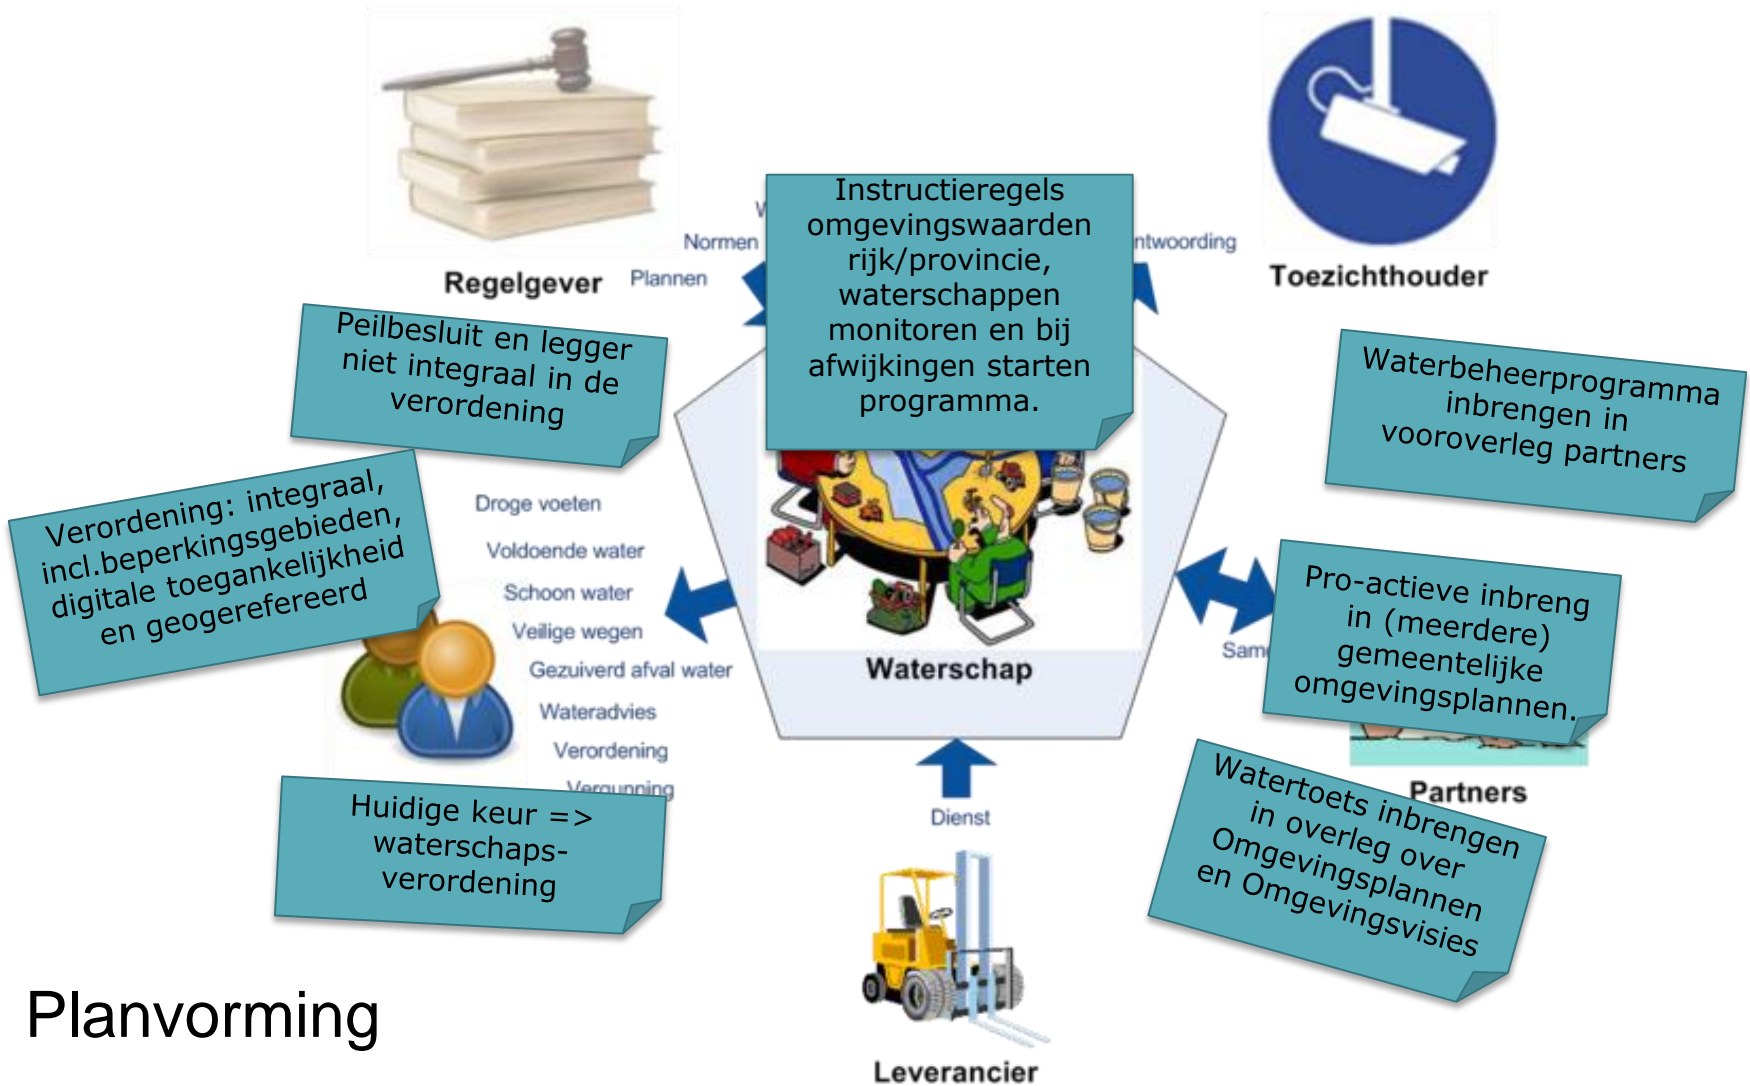 Instructieregels
omgevingswaarden
rijk/provincie,
waterschappen
monitoren en bij
afwijkingen starten
programma.
Normen
Plannen
Regelgever
Toezichthouder
Peilbesluit en legger
niet integraal in de
verordening
Waterbeheerprogramma
inbrengen in
vooroverleg partners
Verordening: integraal,
incl.beperkingsgebieden,
digitale toegankelijkheid
en geogerefereerd
Droge voeten
Voldoende water
Schoon water
Veilige wegen
Gezuiverd afval water
Wateradvies
Verordening
Vergunning
Waterschap
Pro-actieve inbreng
in (meerdere)
gemeentelijke
omgevingsplannen.
Partners
Huidige keur =>
waterschaps-
verordening
Dienst
Watertoets inbrengen
in overleg over
Omgevingsplannen
en Omgevingsvisies
Leverancier
Planvorming